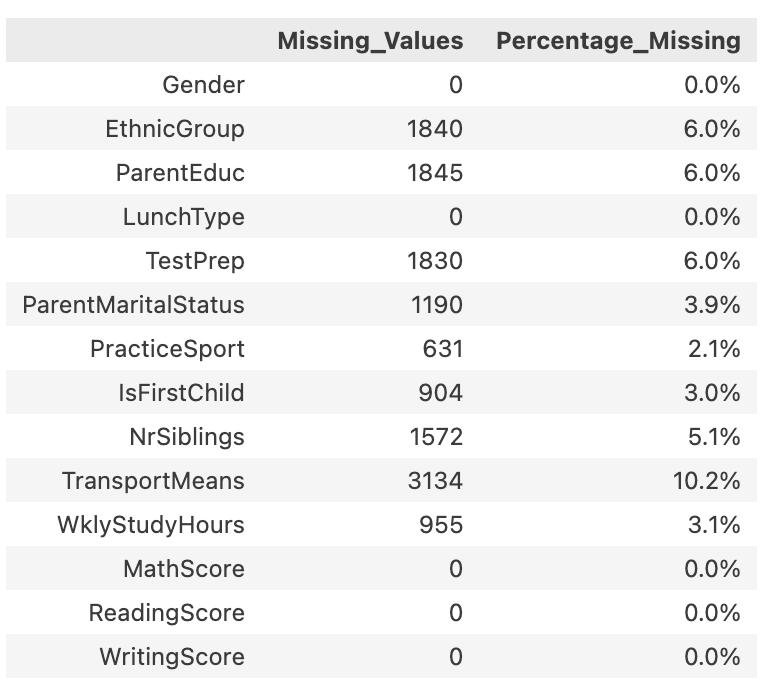 Missing_Values Percentage_Missing
Gender 0 0.0%
EthnicGroup 1840 6.0%
ParentEduc 1845 6.0%
LunchType 0 0.0%
TestPrep 1830 6.0%
ParentMaritalStatus 1190 3.9%
PracticeSport 631 2.1%
IsFirstChild 904 3.0%
NrSiblings 1572 5.1%
TransportMeans 3134 10.2%
WklyStudyHours 955 3.1%
MathScore 0 0.0%
ReadingScore 0 0.0%
WritingScore 0 0.0%